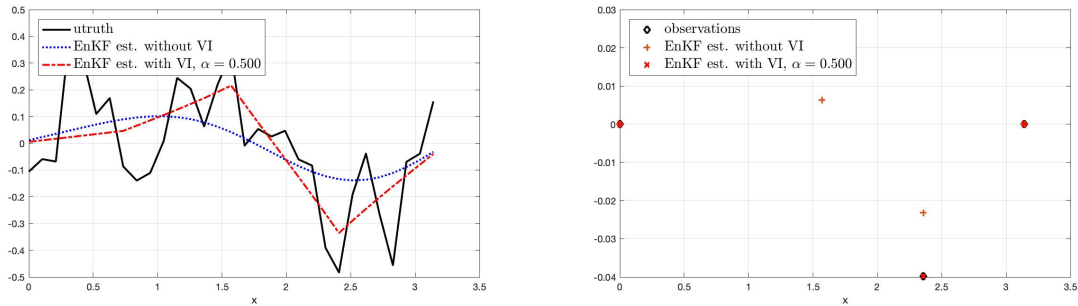 0.5
0.4
0.3
0.2
0.1
0
-0.1
-0.2
-0.3
-0.4
-0.5
utruth
EnKF est. without VI
EnKF est. with VI, α = 0.500
0 0.5 1 1.5 2 2.5 3 3.5
x
0.03
0.02
0.01
0
-0.01
-0.02
-0.03
-0.04
observations
EnKF est. without VI
EnKF est. with VI, α = 0.500
0 0.5 1 1.5 2 2.5 3 3.5
x